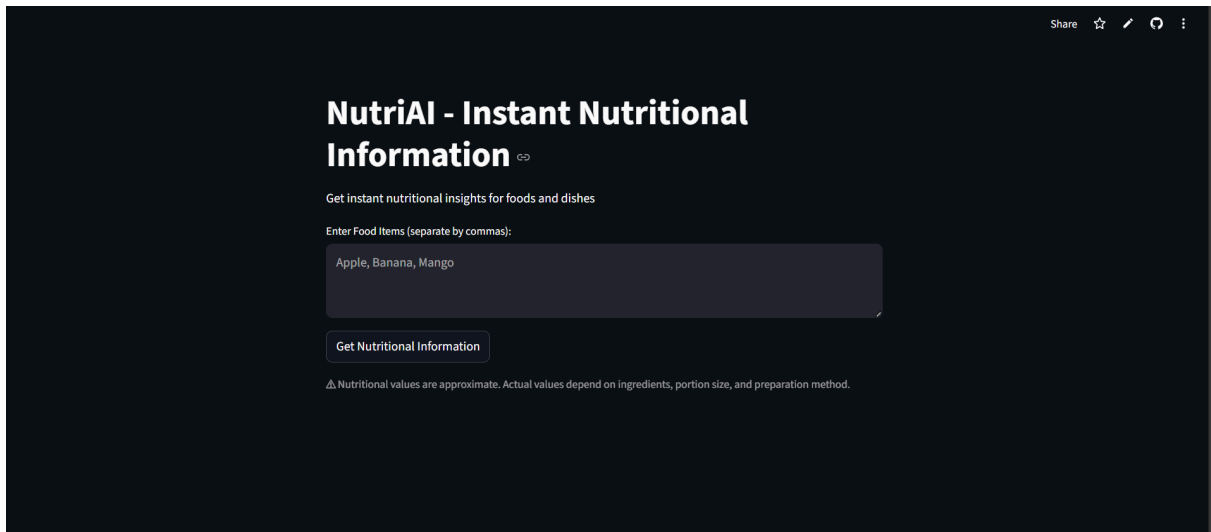 Share
NutriAI - Instant Nutritional
Information
Get instant nutritional insights for foods and dishes
Enter Food Items (separate by commas):
Apple, Banana, Mango
Get Nutritional Information
⚠ Nutritional values are approximate. Actual values depend on ingredients, portion size, and preparation method.